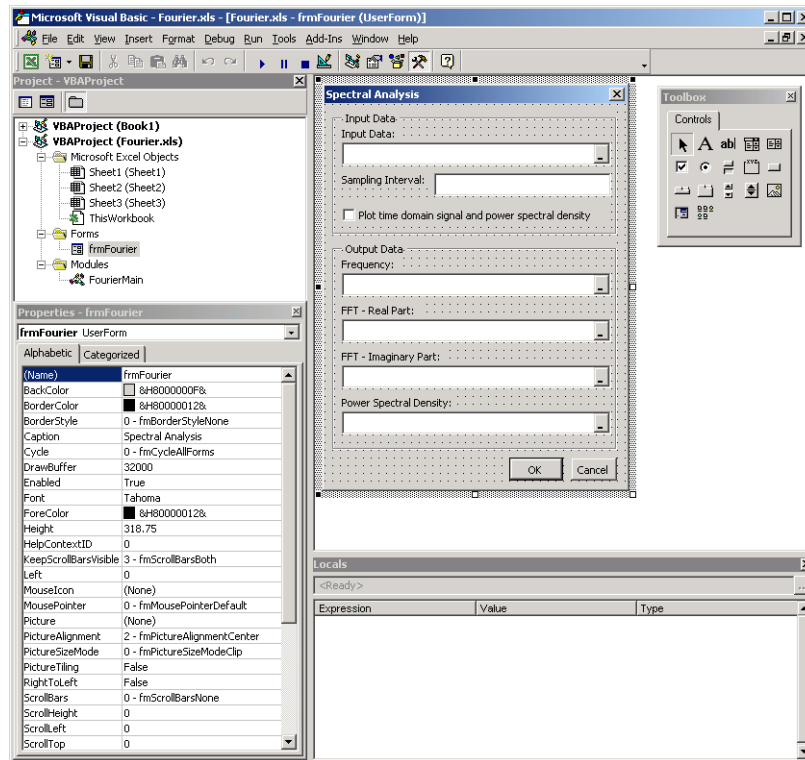 Microsoft Visual Basic - Fourier.xls - [Fourier.xls - frmFourier (UserForm)]
File Edit View Insert Format Debug Run Tools Add-Ins Window Help
Project - VBAProject
VBAProject (Book1)
VBAProject (Fourier.xls)
Microsoft Excel Objects
Sheet1 (Sheet1)
Sheet2 (Sheet2)
Sheet3 (Sheet3)
ThisWorkbook
Forms
frmFourier
Modules
FourierMain
Properties - frmFourier
frmFourier UserForm
Alphabetic Categorized
(Name) frmFourier
BackColor &H8000000F&
BorderColor &H80000012&
BorderStyle 0 - fmBorderStyleNone
Caption Spectral Analysis
Cycle 0 - fmCycleAllForms
DrawBuffer 32000
Enabled True
Font Tahoma
ForeColor &H80000012&
Height 318.75
HelpContextID 0
KeepScrollBarsVisible 3 - fmScrollBarsBoth
Left 0
MouseIcon (None)
MousePointer 0 - fmMousePointerDefault
Picture (None)
PictureAlignment 2 - fmPictureAlignmentCenter
PictureSizeMode 0 - fmPictureSizeModeClip
PictureTiling False
RightToLeft False
ScrollBars 0 - fmScrollBarsNone
ScrollHeight 0
ScrollLeft 0
ScrollTop 0
Spectral Analysis
Input Data
Input Data:
Sampling Interval:
Plot time domain signal and power spectral density
Output Data
Frequency:
FFT - Real Part:
FFT - Imaginary Part:
Power Spectral Density:
OK Cancel
Toolbox
Controls
A abl
XYZ
Locals
<Ready>
Expression Value Type